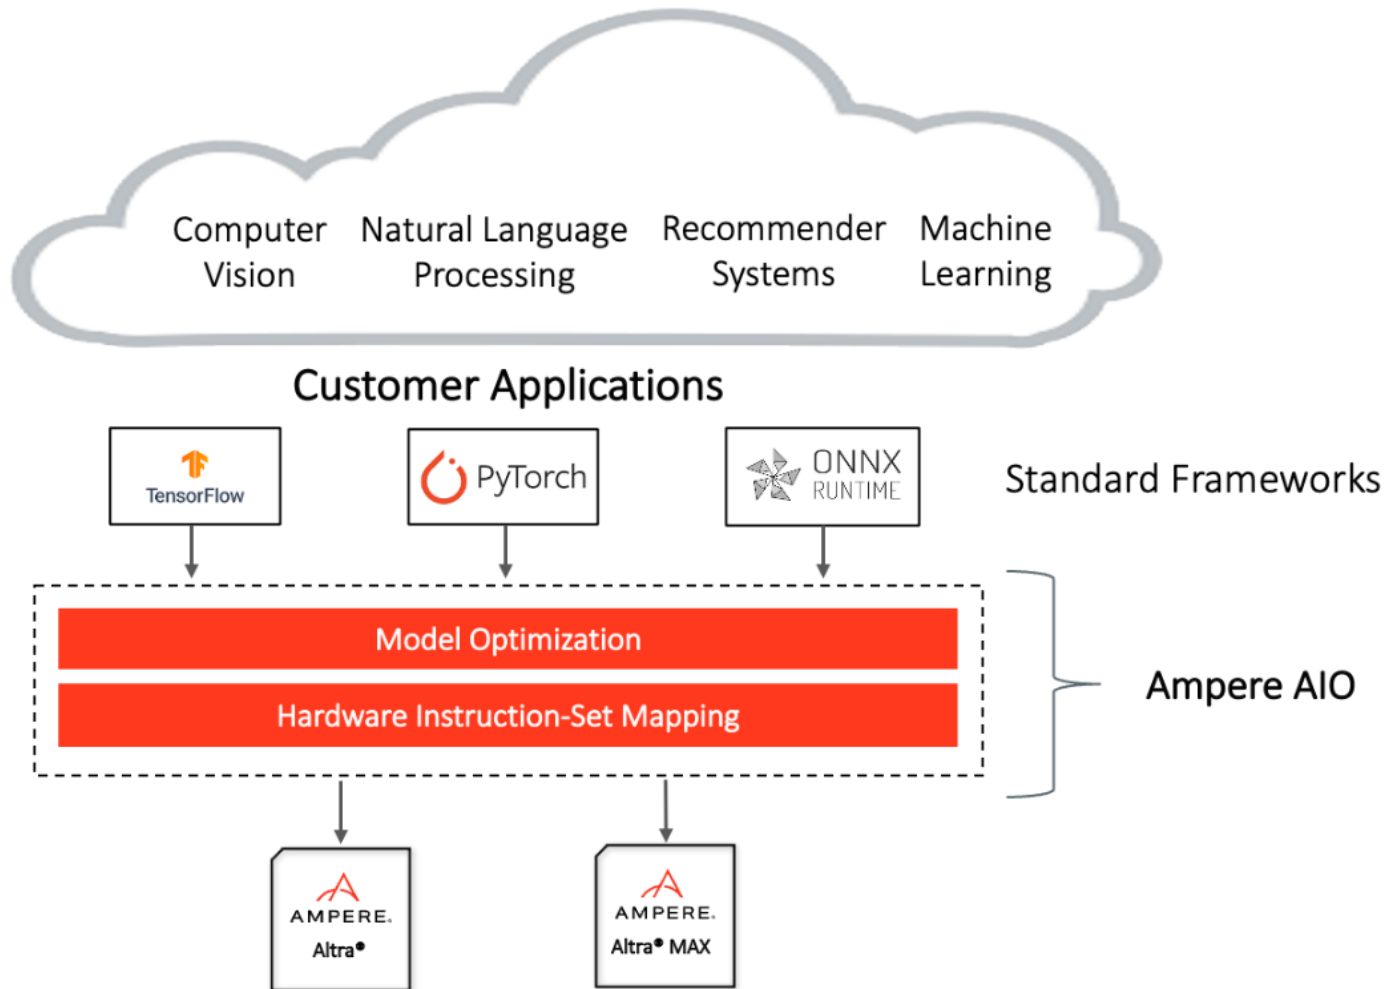 Computer Vision
Natural Language Processing
Recommender Systems
Machine Learning
Customer Applications
TensorFlow
PyTorch
ONNX RUNTIME
Standard Frameworks
Model Optimization
Hardware Instruction-Set Mapping
Ampere AIO
AMPERE®
Altra®
AMPERE®
Altra® MAX